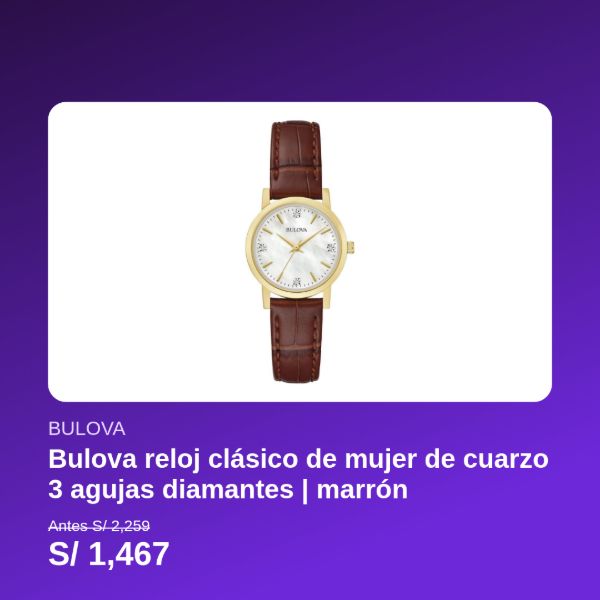 BULOVA
BULOVA
Bulova reloj clásico de mujer de cuarzo
3 agujas diamantes | marrón
Antes S/ 2,259
S/ 1,467